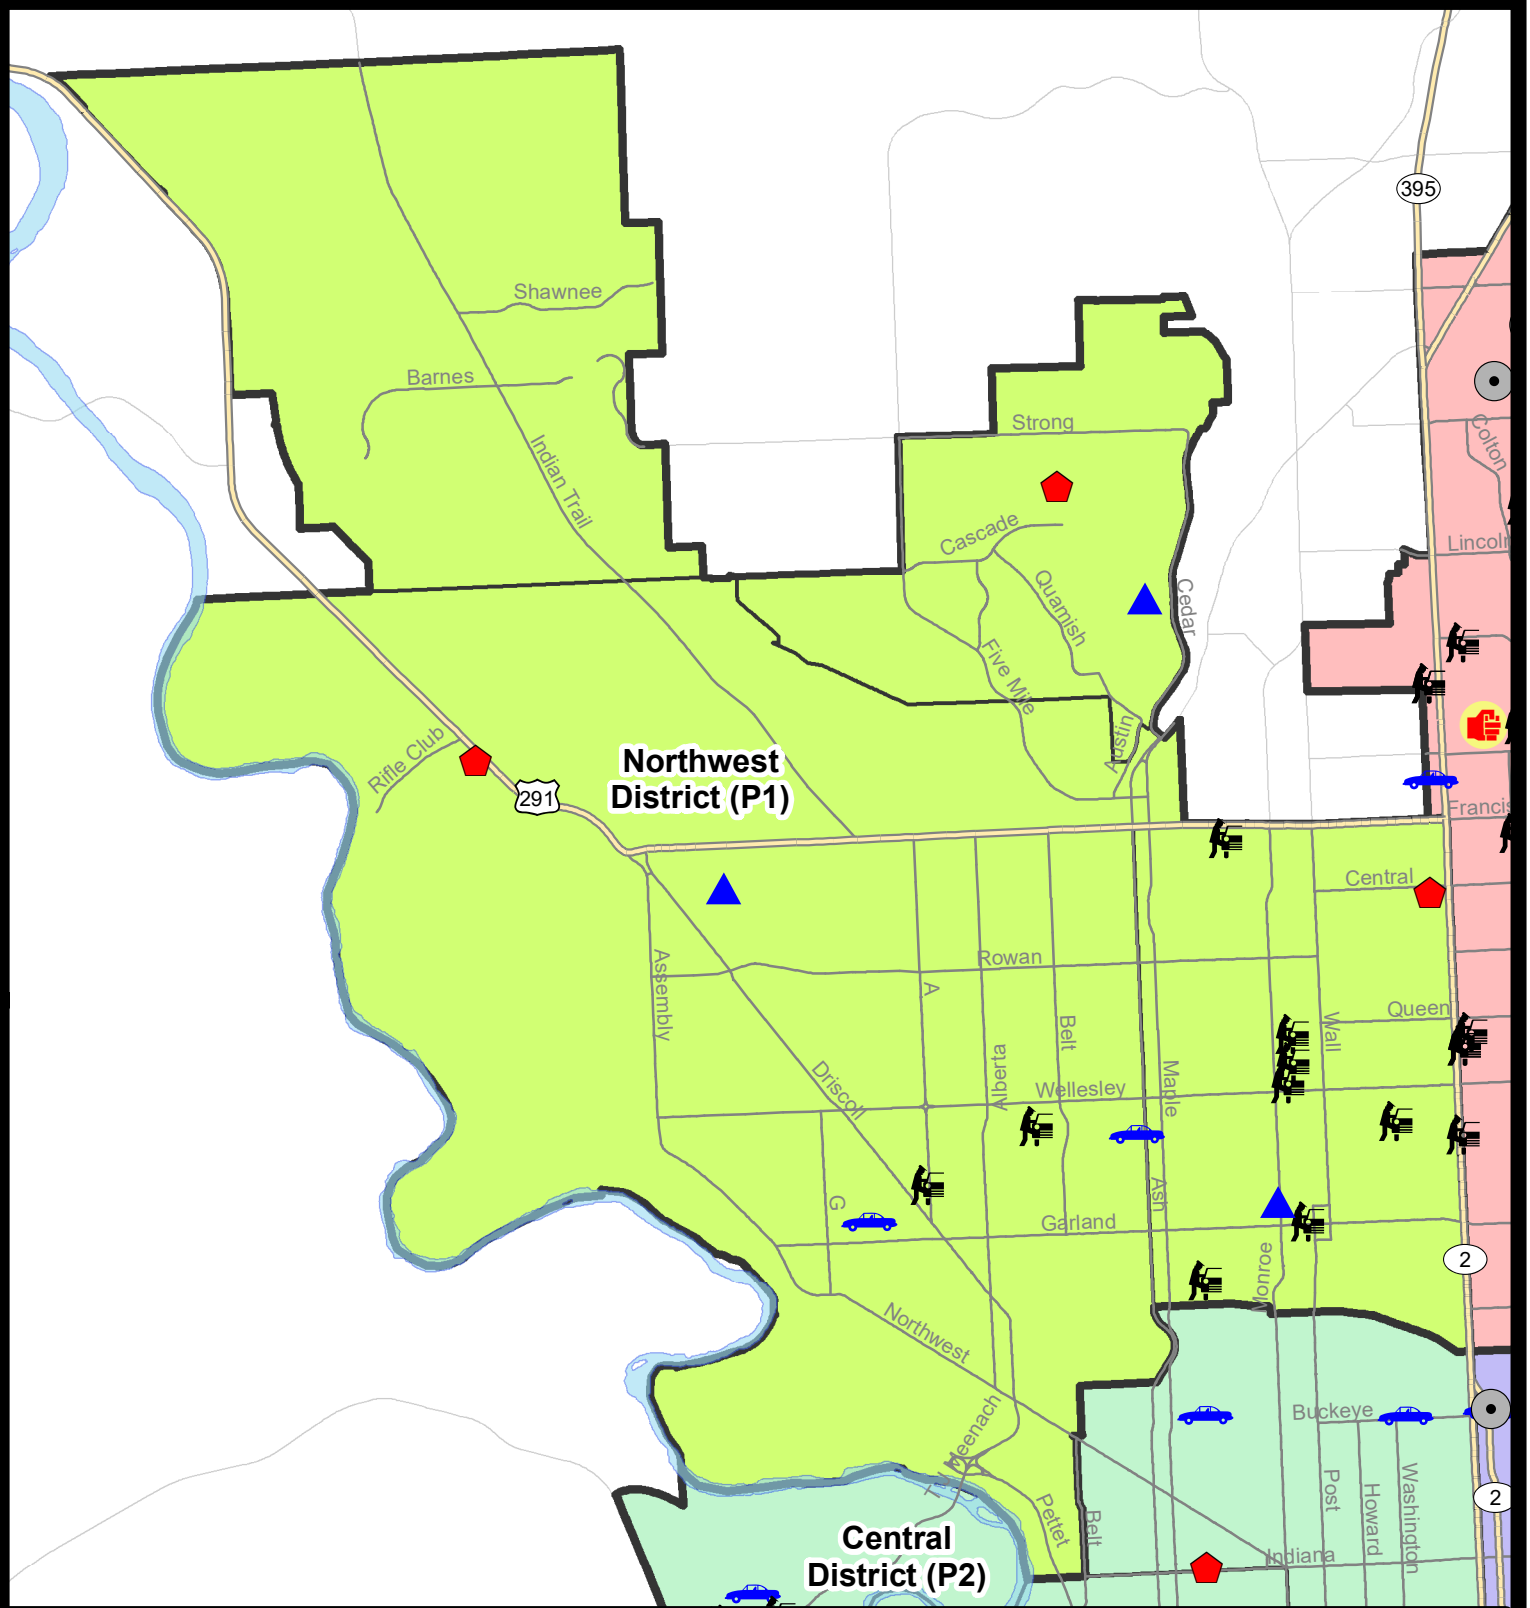 395
Shawnee
Barnes
Strong
Colton
Indian Trail
Cascade
Lincoln
Quamish
Cedar
Five Mile
Austin
Rifle Club
Northwest
District (P1)
291
Francis
Central
Assembly
Rowan
A
Queen
Belt
Wall
Alberta
Driscoll
Maple
Wellesley
G
Ash
Garland
Monroe
2
Northwest
Meenach
Buckeye
Post
Howard
Washington
2
Pettet
Belt
Central
District (P2)
Indiana